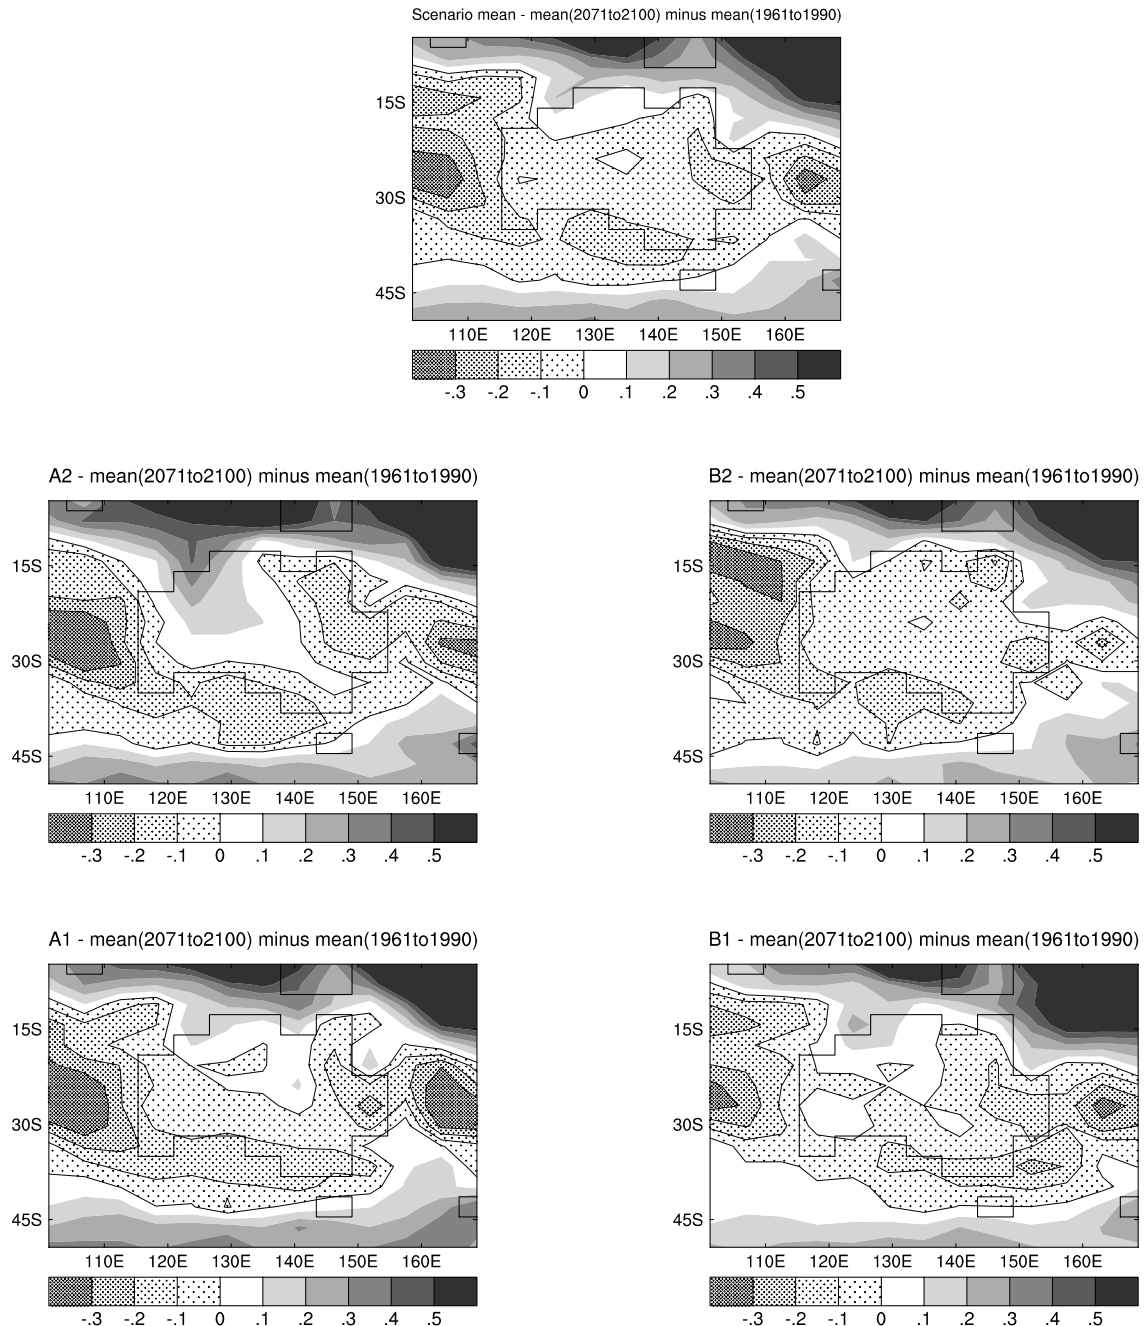 Scenario mean - mean(2071to2100) minus mean(1961to1990)
15S
30S
45S
110E 120E 130E 140E 150E 160E
-.3 -.2 -.1 0 .1 .2 .3 .4 .5
A2 - mean(2071to2100) minus mean(1961to1990)
15S
30S
45S
110E 120E 130E 140E 150E 160E
-.3 -.2 -.1 0 .1 .2 .3 .4 .5
B2 - mean(2071to2100) minus mean(1961to1990)
15S
30S
45S
110E 120E 130E 140E 150E 160E
-.3 -.2 -.1 0 .1 .2 .3 .4 .5
A1 - mean(2071to2100) minus mean(1961to1990)
15S
30S
45S
110E 120E 130E 140E 150E 160E
-.3 -.2 -.1 0 .1 .2 .3 .4 .5
B1 - mean(2071to2100) minus mean(1961to1990)
15S
30S
45S
110E 120E 130E 140E 150E 160E
-.3 -.2 -.1 0 .1 .2 .3 .4 .5